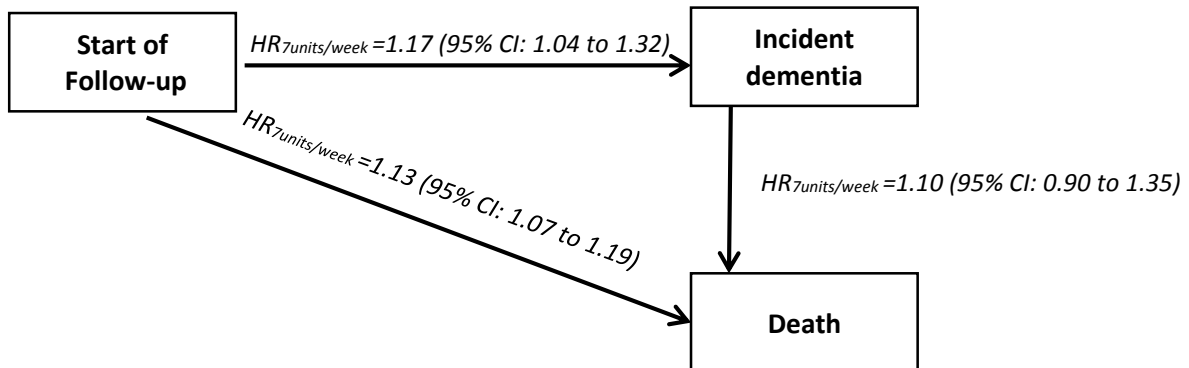 Start of
Follow-up
HR7units/week =1.17 (95% CI: 1.04 to 1.32)
Incident
dementia
HR7units/week =1.13 (95% CI: 1.07 to 1.19)
HR7units/week =1.10 (95% CI: 0.90 to 1.35)
Death